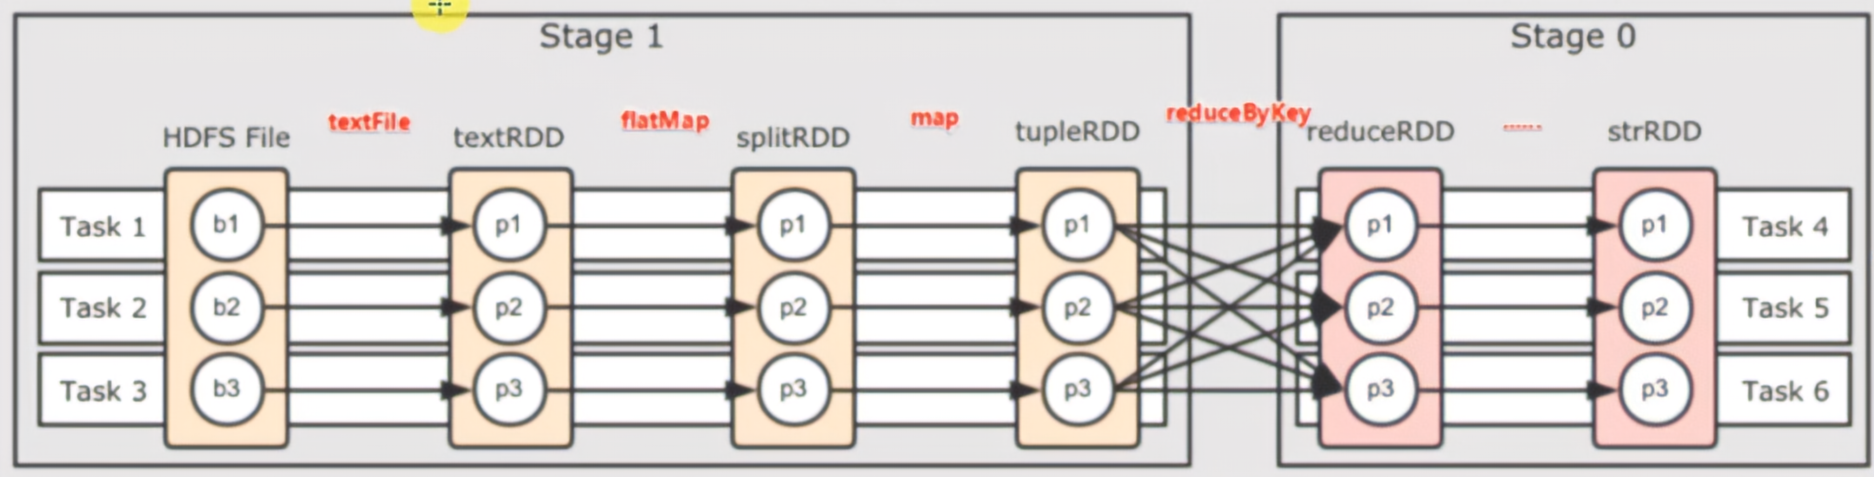 Stage 1
Stage 0
HDFS File
textFile
textRDD
flatMap
splitRDD
map
tupleRDD
reduceByKey
reduceRDD
......
strRDD
Task 1
b1
p1
p1
p1
p1
p1
Task 4
Task 2
b2
p2
p2
p2
p2
p2
Task 5
Task 3
b3
p3
p3
p3
p3
p3
Task 6